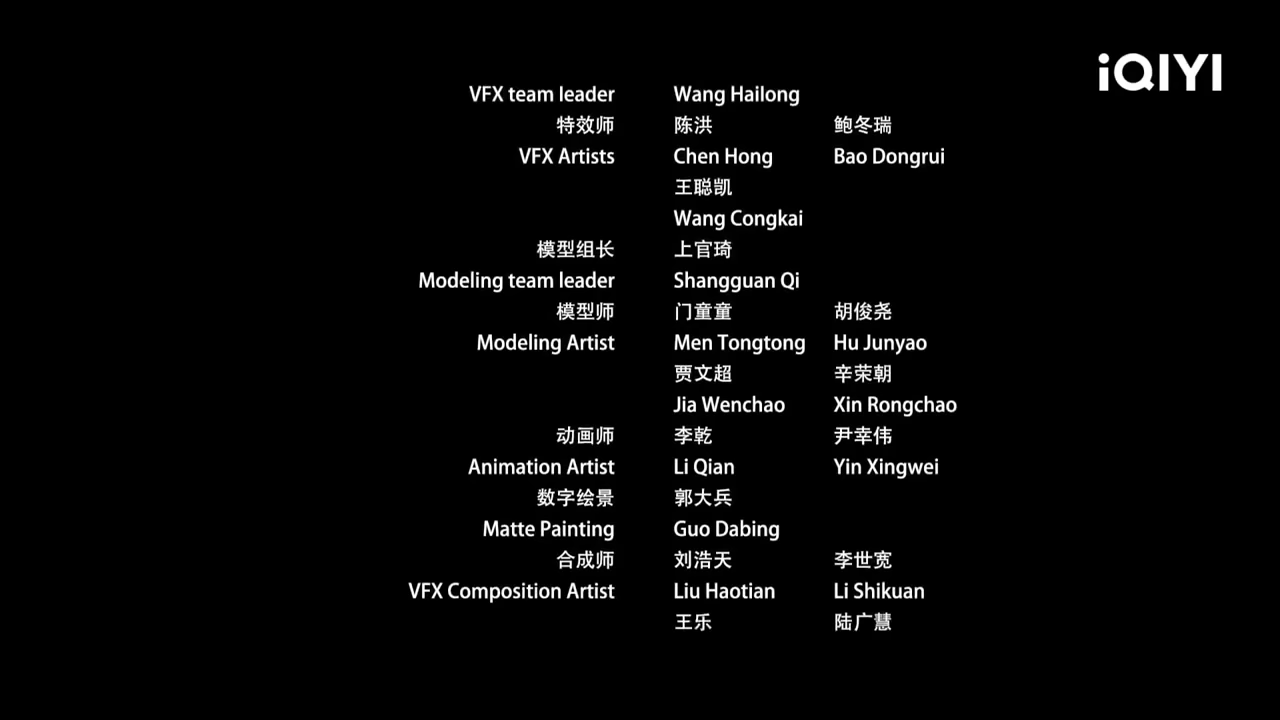 iQIYI
VFX team leader Wang Hailong
特效师 陈洪 鲍冬瑞
VFX Artists Chen Hong Bao Dongrui
王聪凯
Wang Congkai
模型组长 上官琦
Modeling team leader Shangguan Qi
模型师 门童童 胡俊尧
Modeling Artist Men Tongtong Hu Junyao
贾文超 辛荣朝
Jia Wenchao Xin Rongchao
动画师 李乾 尹幸伟
Animation Artist Li Qian Yin Xingwei
数字绘景 郭大兵
Matte Painting Guo Dabing
合成师 刘浩天 李世宽
VFX Composition Artist Liu Haotian Li Shikuan
王乐 陆广慧